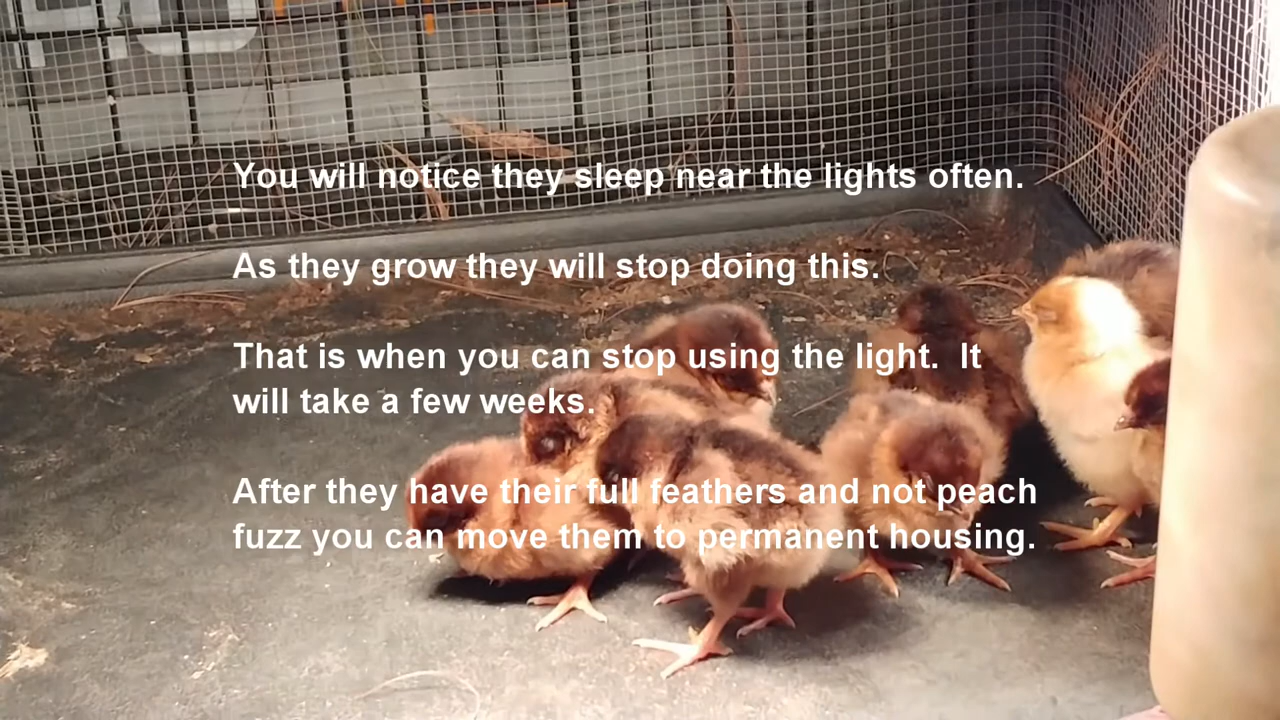 You will notice they sleep near the lights often.
As they grow they will stop doing this.
That is when you can stop using the light.  It
will take a few weeks.
After they have their full feathers and not peach
fuzz you can move them to permanent housing.